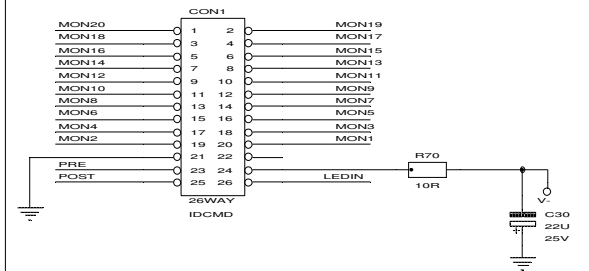 CON1
MON20 1 2 MON19
MON18 3 4 MON17
MON16 5 6 MON15
MON14 7 8 MON13
MON12 9 10 MON11
MON10 11 12 MON9
MON8 13 14 MON7
MON6 15 16 MON5
MON4 17 18 MON3
MON2 19 20 MON1
21 22
PRE 23 24
POST 25 26 LEDIN
26WAY
IDCMD
R70
10R
V-
C30
22U
25V
+